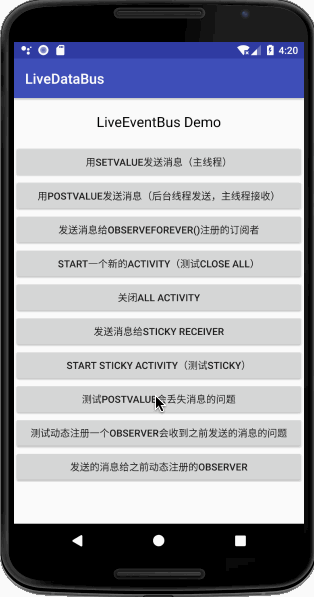 4:20
LiveDataBus
LiveEventBus Demo
用SETVALUE发送消息（主线程）
用POSTVALUE发送消息（后台线程发送，主线程接收）
发送消息给OBSERVEFOREVER()注册的订阅者
START一个新的ACTIVITY（测试CLOSE ALL）
关闭ALL ACTIVITY
发送消息给STICKY RECEIVER
START STICKY ACTIVITY（测试STICKY）
测试POSTVALUE会丢失消息的问题
测试动态注册一个OBSERVER会收到之前发送的消息的问题
发送的消息给之前动态注册的OBSERVER